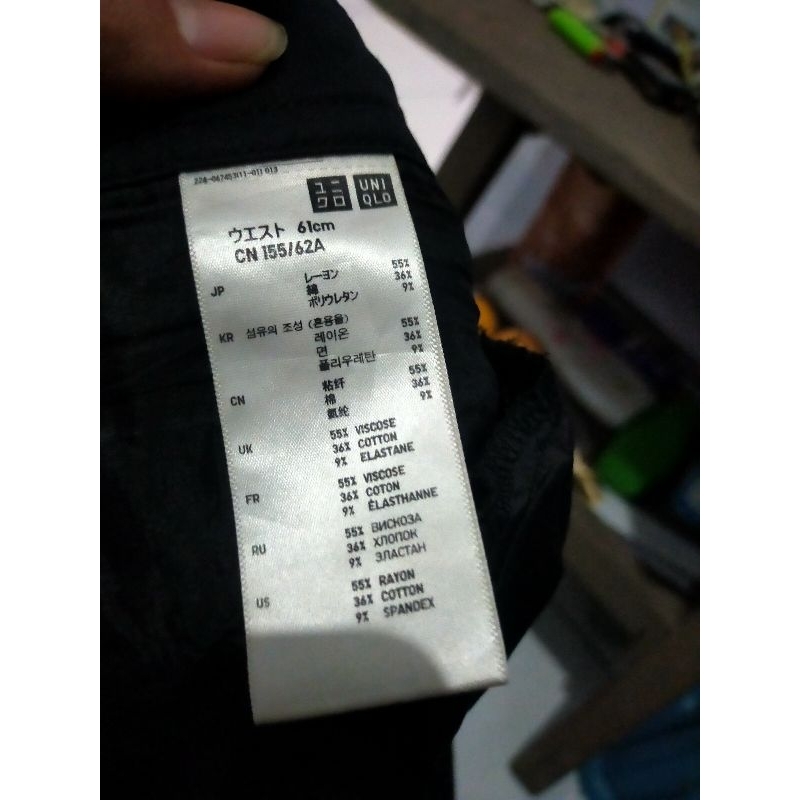 ユニクロ
UNIQLO
ウエスト 61cm
CN 155/62A
JP
レーヨン 55%
綿 36%
ポリウレタン 9%
KR 섬유의 조성 (혼용율)
레이온 55%
면 36%
폴리우레탄 9%
CN
粘纤 55%
棉 36%
氨纶 9%
UK
55% VISCOSE
36% COTTON
9% ELASTANE
FR
55% VISCOSE
36% COTON
9% ÉLASTHANNE
RU
55% ВИСКОЗА
36% ХЛОПОК
9% ЭЛАСТАН
US
55% RAYON
36% COTTON
9% SPANDEX